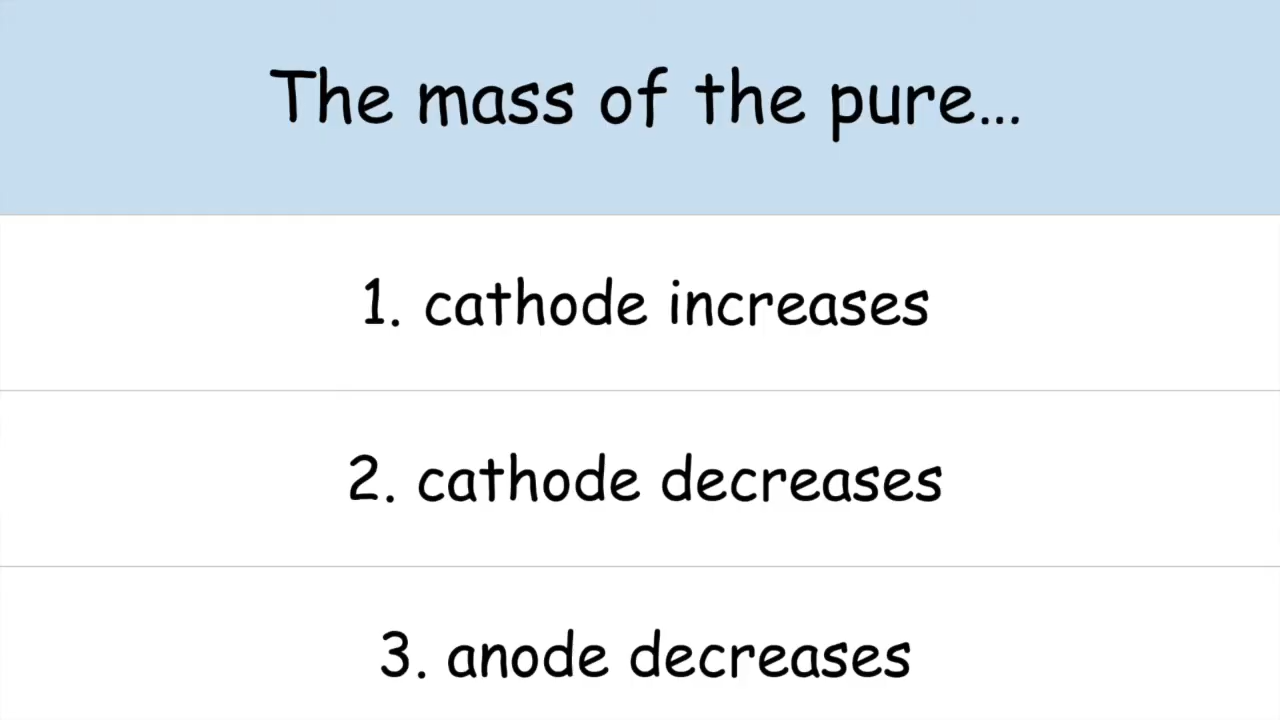 The mass of the pure...
1. cathode increases
2. cathode decreases
3. anode decreases